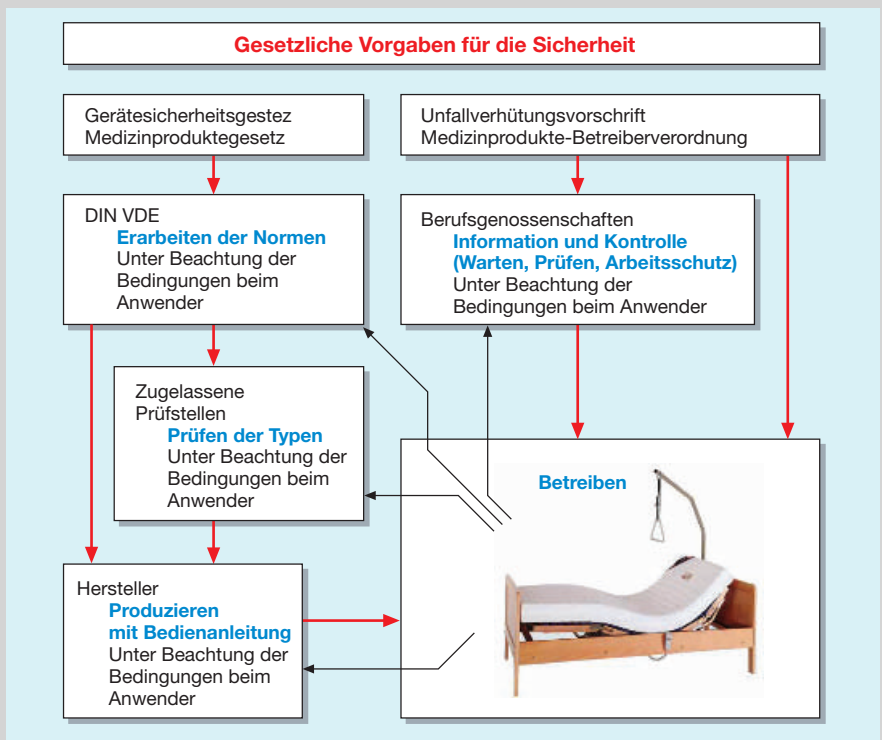 Gesetzliche Vorgaben für die Sicherheit
Gerätesicherheitsgestez
Medizinproduktegesetz
Unfallverhütungsvorschrift
Medizinprodukte-Betreiberverordnung
DIN VDE
Erarbeiten der Normen
Unter Beachtung der
Bedingungen beim
Anwender
Berufsgenossenschaften
Information und Kontrolle
(Warten, Prüfen, Arbeitsschutz)
Unter Beachtung der
Bedingungen beim Anwender
Zugelassene
Prüfstellen
Prüfen der Typen
Unter Beachtung der
Bedingungen beim
Anwender
Betreiben
Hersteller
Produzieren
mit Bedienanleitung
Unter Beachtung der
Bedingungen beim
Anwender